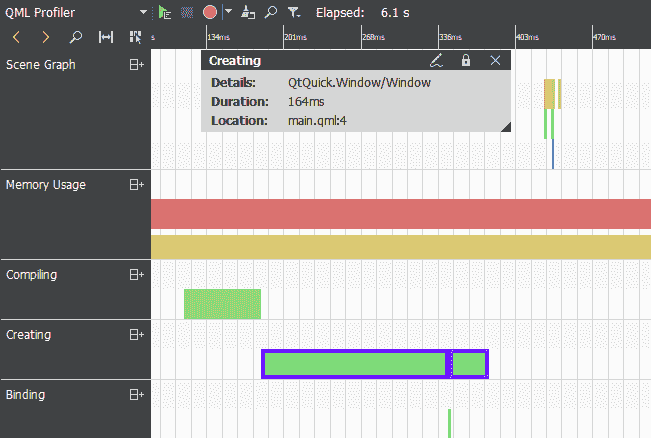 QML Profiler Elapsed: 6.1 s
s 134ms 201ms 268ms 336ms 403ms 470ms
Scene Graph
Creating
Details: QtQuick.Window/Window
Duration: 164ms
Location: main.qml:4
Memory Usage
Compiling
Creating
Binding